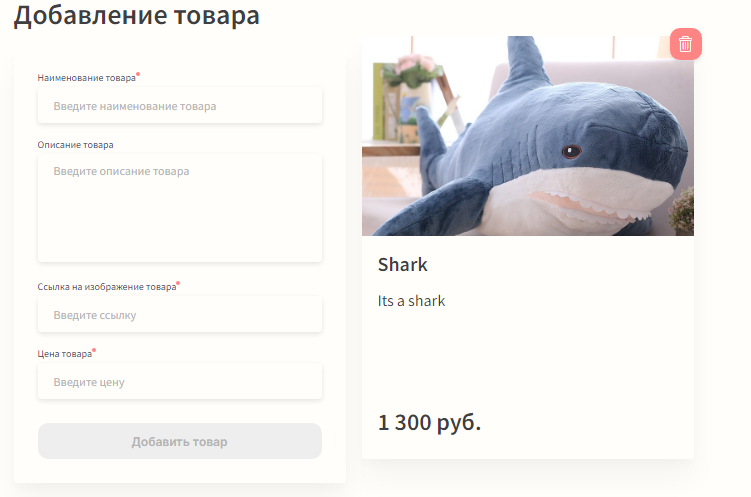 Добавление товара
Наименование товара
Введите наименование товара
Описание товара
Введите описание товара
Ссылка на изображение товара
Введите ссылку
Цена товара
Введите цену
Добавить товар
Shark
Its a shark
1 300 руб.